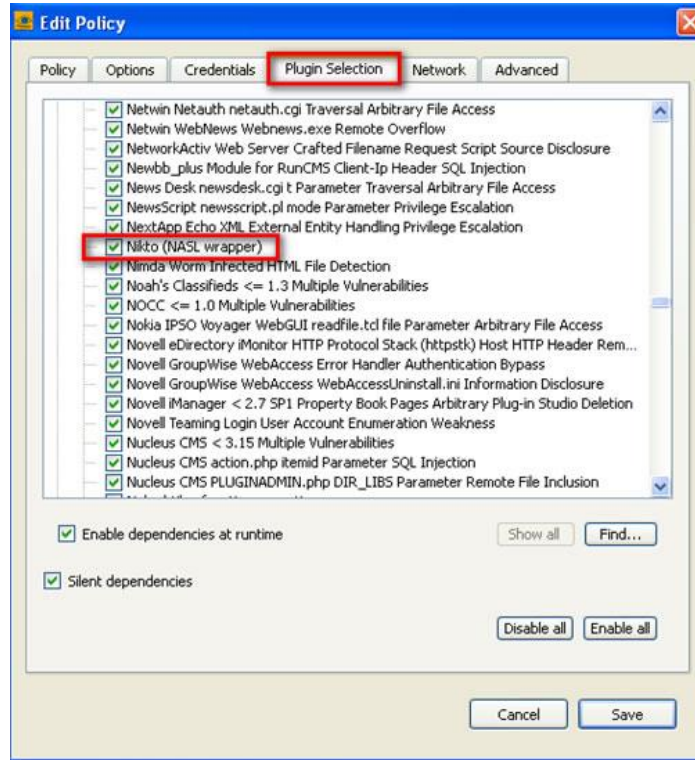 Edit Policy
Policy Options Credentials Plugin Selection Network Advanced
Netwin Netauth netauth.cgi Traversal Arbitrary File Access
Netwin WebNews Webnews.exe Remote Overflow
NetworkActiv Web Server Crafted Filename Request Script Source Disclosure
Newbb_plus Module for RunCMS Client-Ip Header SQL Injection
News Desk newsdesk.cgi t Parameter Traversal Arbitrary File Access
NewsScript newsscript.pl mode Parameter Privilege Escalation
NextApp Echo XML External Entity Handling Privilege Escalation
Nikto (NASL wrapper)
Nimda Worm Infected HTML File Detection
Noah's Classifieds <= 1.3 Multiple Vulnerabilities
NOCC <= 1.0 Multiple Vulnerabilities
Nokia IPSO Voyager WebGUI readfile.tcl file Parameter Arbitrary File Access
Novell eDirectory iMonitor HTTP Protocol Stack (httpstk) Host HTTP Header Rem...
Novell GroupWise WebAccess Error Handler Authentication Bypass
Novell GroupWise WebAccess WebAccessUninstall.ini Information Disclosure
Novell iManager < 2.7 SP1 Property Book Pages Arbitrary Plug-in Studio Deletion
Novell Teaming Login User Account Enumeration Weakness
Nucleus CMS < 3.15 Multiple Vulnerabilities
Nucleus CMS action.php itemid Parameter SQL Injection
Nucleus CMS PLUGINADMIN.php DIR_LIBS Parameter Remote File Inclusion
Enable dependencies at runtime Show all Find...
Silent dependencies
Disable all Enable all
Cancel Save